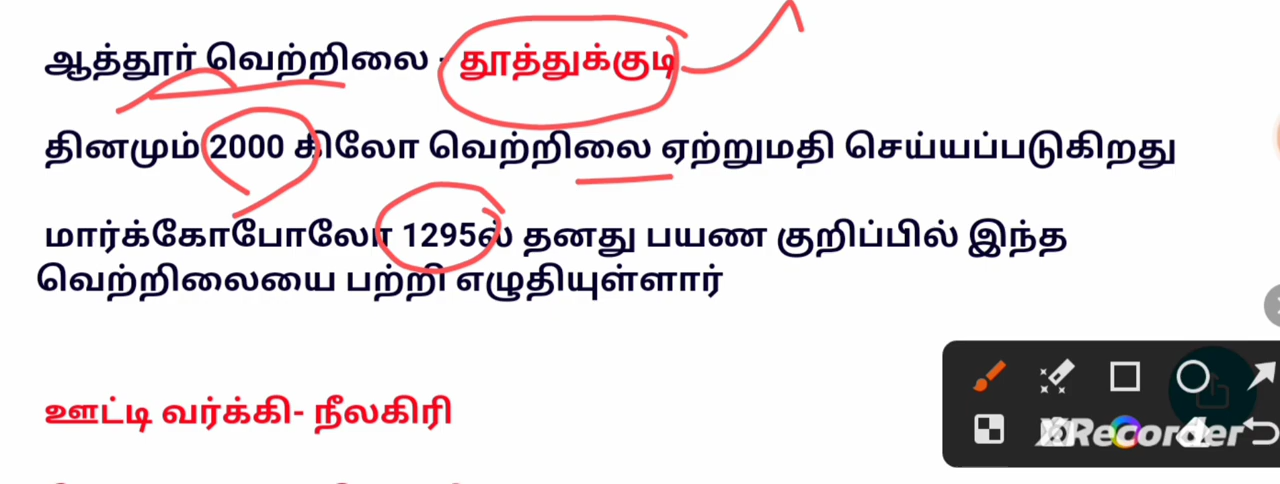 ஆத்தூர் வெற்றிலை - தூத்துக்குடி
தினமும் 2000 கிலோ வெற்றிலை ஏற்றுமதி செய்யப்படுகிறது
மார்க்கோபோலோ 1295ல் தனது பயண குறிப்பில் இந்த
வெற்றிலையை பற்றி எழுதியுள்ளார்
ஊட்டி வர்க்கி- நீலகிரி
XRecorder